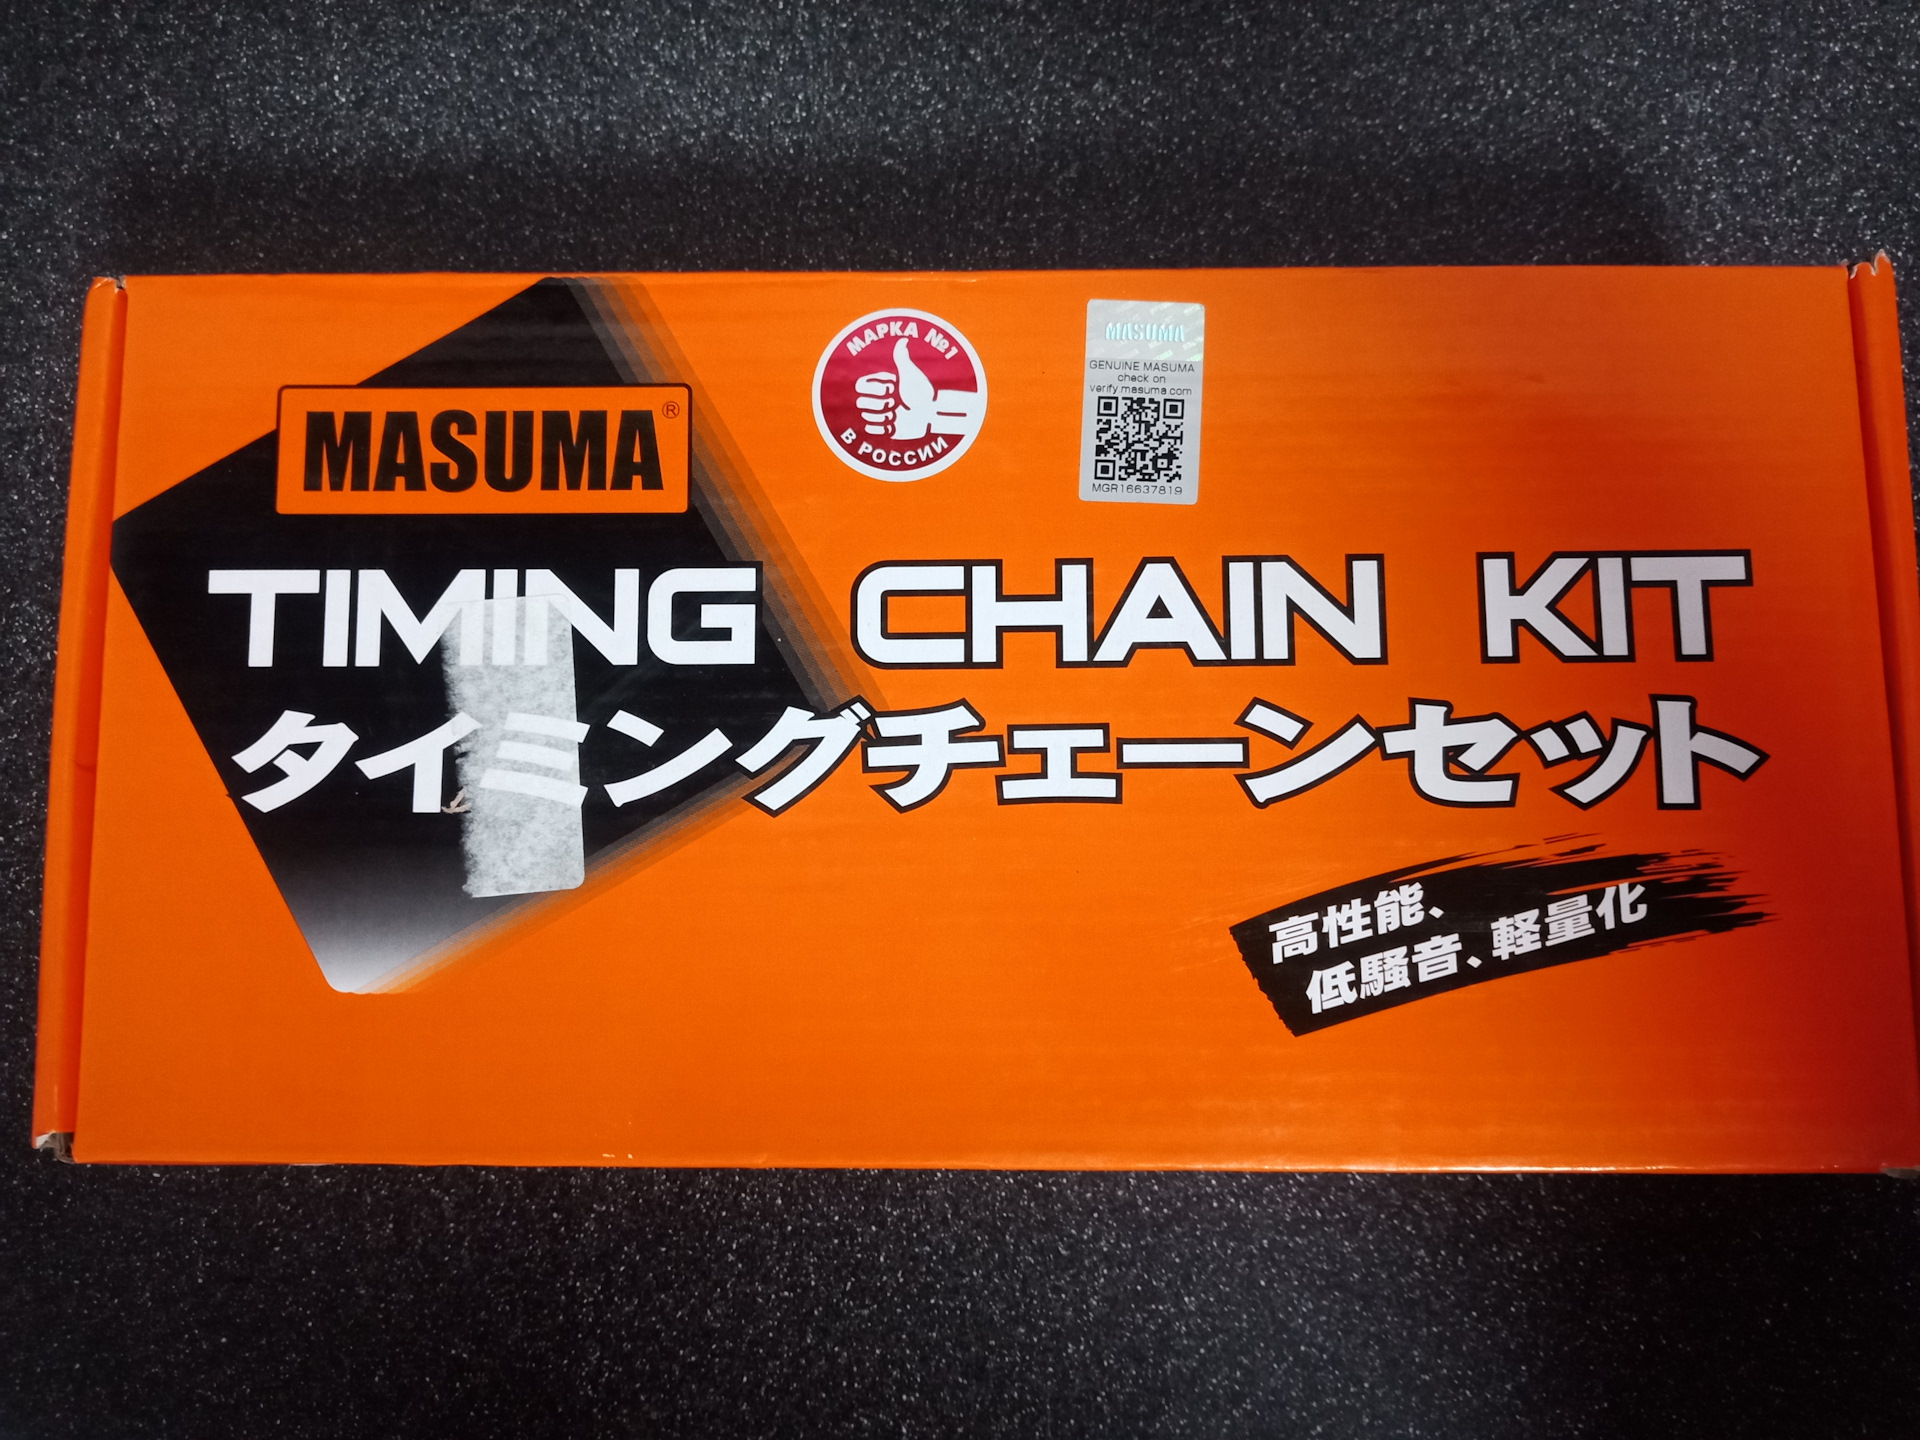 MASUMA®
МАРКА №1
В РОССИИ
MASUMA
GENUINE MASUMA
check on
verify.masuma.com
MGR16637819
TIMING CHAIN KIT
タイミングチェーンセット
高性能、
低騒音、軽量化